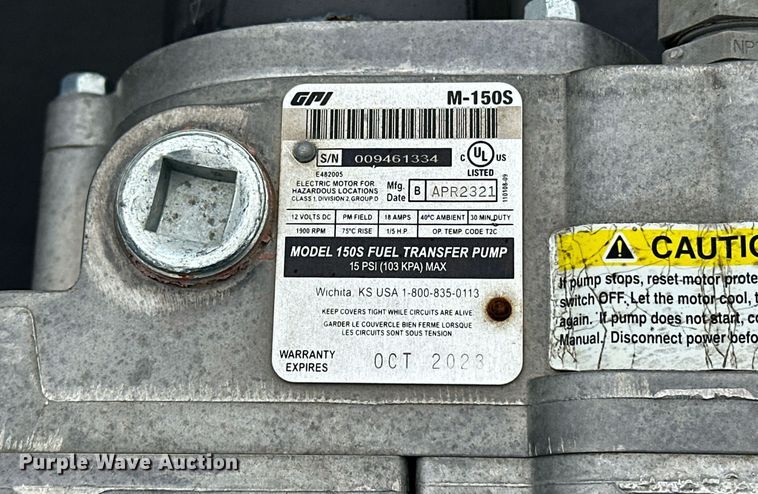 GPI M-150S
S/N 009461334
E482005
C UL US
LISTED
ELECTRIC MOTOR FOR
HAZARDOUS LOCATIONS
CLASS 1, DIVISION 2, GROUP D
Mfg. Date B APR2321
110108-09
12 VOLTS DC PM FIELD 18 AMPS 40°C AMBIENT 30 MIN. DUTY
1900 RPM 75°C RISE 1/5 H.P. OP. TEMP. CODE T2C
MODEL 150S FUEL TRANSFER PUMP
15 PSI (103 KPA) MAX
Wichita, KS USA 1-800-835-0113
KEEP COVERS TIGHT WHILE CIRCUITS ARE ALIVE.
GARDER LE COUVERCLE BIEN FERME LORSQUE
LES CIRCUITS SONT SOUS TENSION
WARRANTY
EXPIRES OCT 2023
NPT
CAUTIO
If pump stops, reset motor prote
switch OFF. Let the motor cool, t
again. If pump does not start, co
Manual. Disconnect power befo
Purple Wave Auction